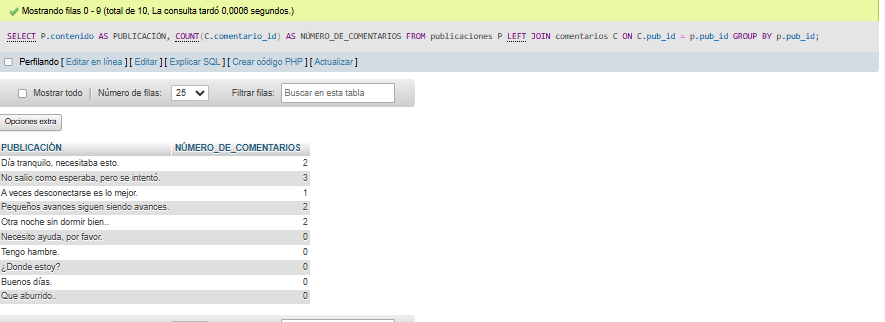 Mostrando filas 0 - 9 (total de 10, La consulta tardó 0,0006 segundos.)
SELECT P.contenido AS PUBLICACIÓN, COUNT(C.comentario_id) AS NÚMERO_DE_COMENTARIOS FROM publicaciones P LEFT JOIN comentarios C ON C.pub_id = p.pub_id GROUP BY p.pub_id;
Perfilando [ Editar en línea ] [ Editar ] [ Explicar SQL ] [ Crear código PHP ] [ Actualizar ]
Mostrar todo | Número de filas: 25 Filtrar filas: Buscar en esta tabla
Opciones extra
PUBLICACIÓN NÚMERO_DE_COMENTARIOS
Día tranquilo, necesitaba esto. 2
No salio como esperaba, pero se intentó. 3
A veces desconectarse es lo mejor. 1
Pequeños avances siguen siendo avances. 2
Otra noche sin dormir bien.. 2
Necesito ayuda, por favor. 0
Tengo hambre. 0
¿Donde estoy? 0
Buenos días. 0
Que aburrido.. 0